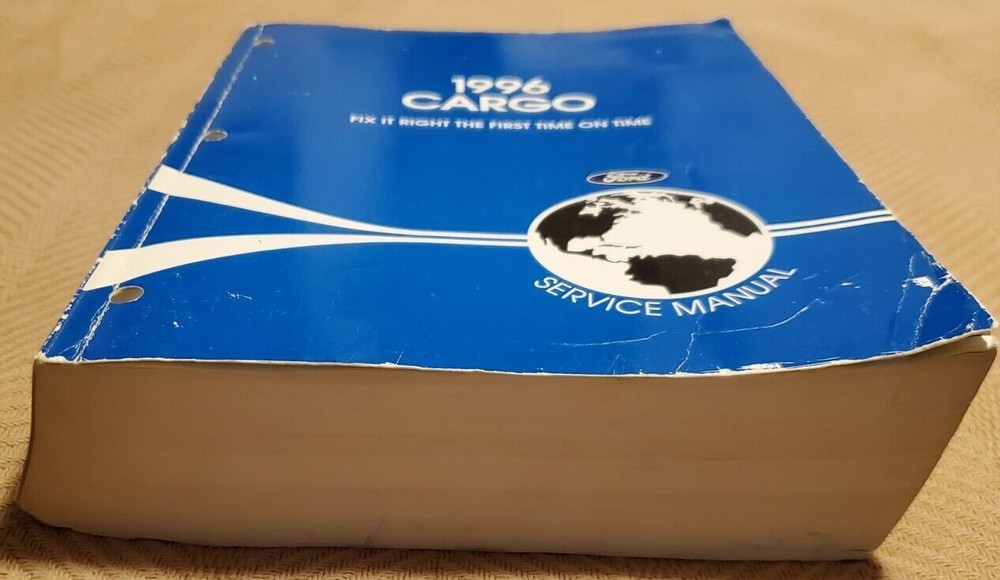 1996
CARGO
FIX IT RIGHT THE FIRST TIME ON TIME
Ford
SERVICE MANUAL